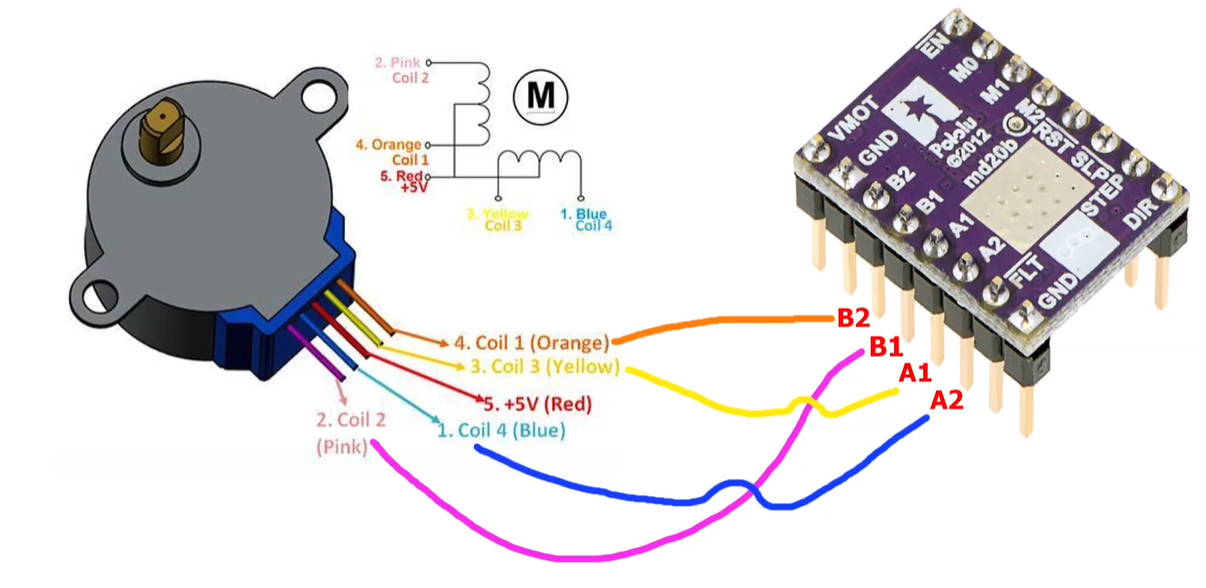 2. Pink
Coil 2
M
4. Orange
Coil 1
5. Red
+5V
3. Yellow
Coil 3
1. Blue
Coil 4
EN
M0
M1
M2
RST
SLP
STEP
DIR
VMOT
GND
B2
B1
A1
A2
FLT
GND
Pololu
©2012
md20b
4. Coil 1 (Orange)
3. Coil 3 (Yellow)
5. +5V (Red)
1. Coil 4 (Blue)
2. Coil 2
(Pink)
B2
B1
A1
A2